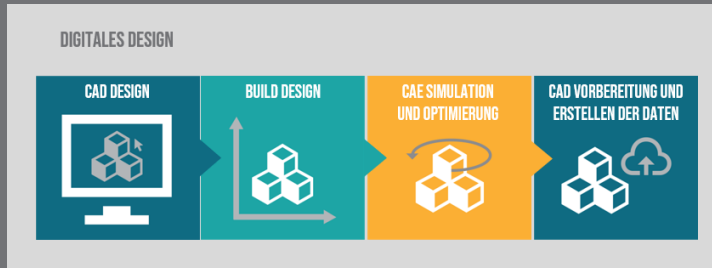 DIGITALES DESIGN
CAD DESIGN
BUILD DESIGN
CAE SIMULATION
UND OPTIMIERUNG
CAD VORBEREITUNG UND
ERSTELLEN DER DATEN